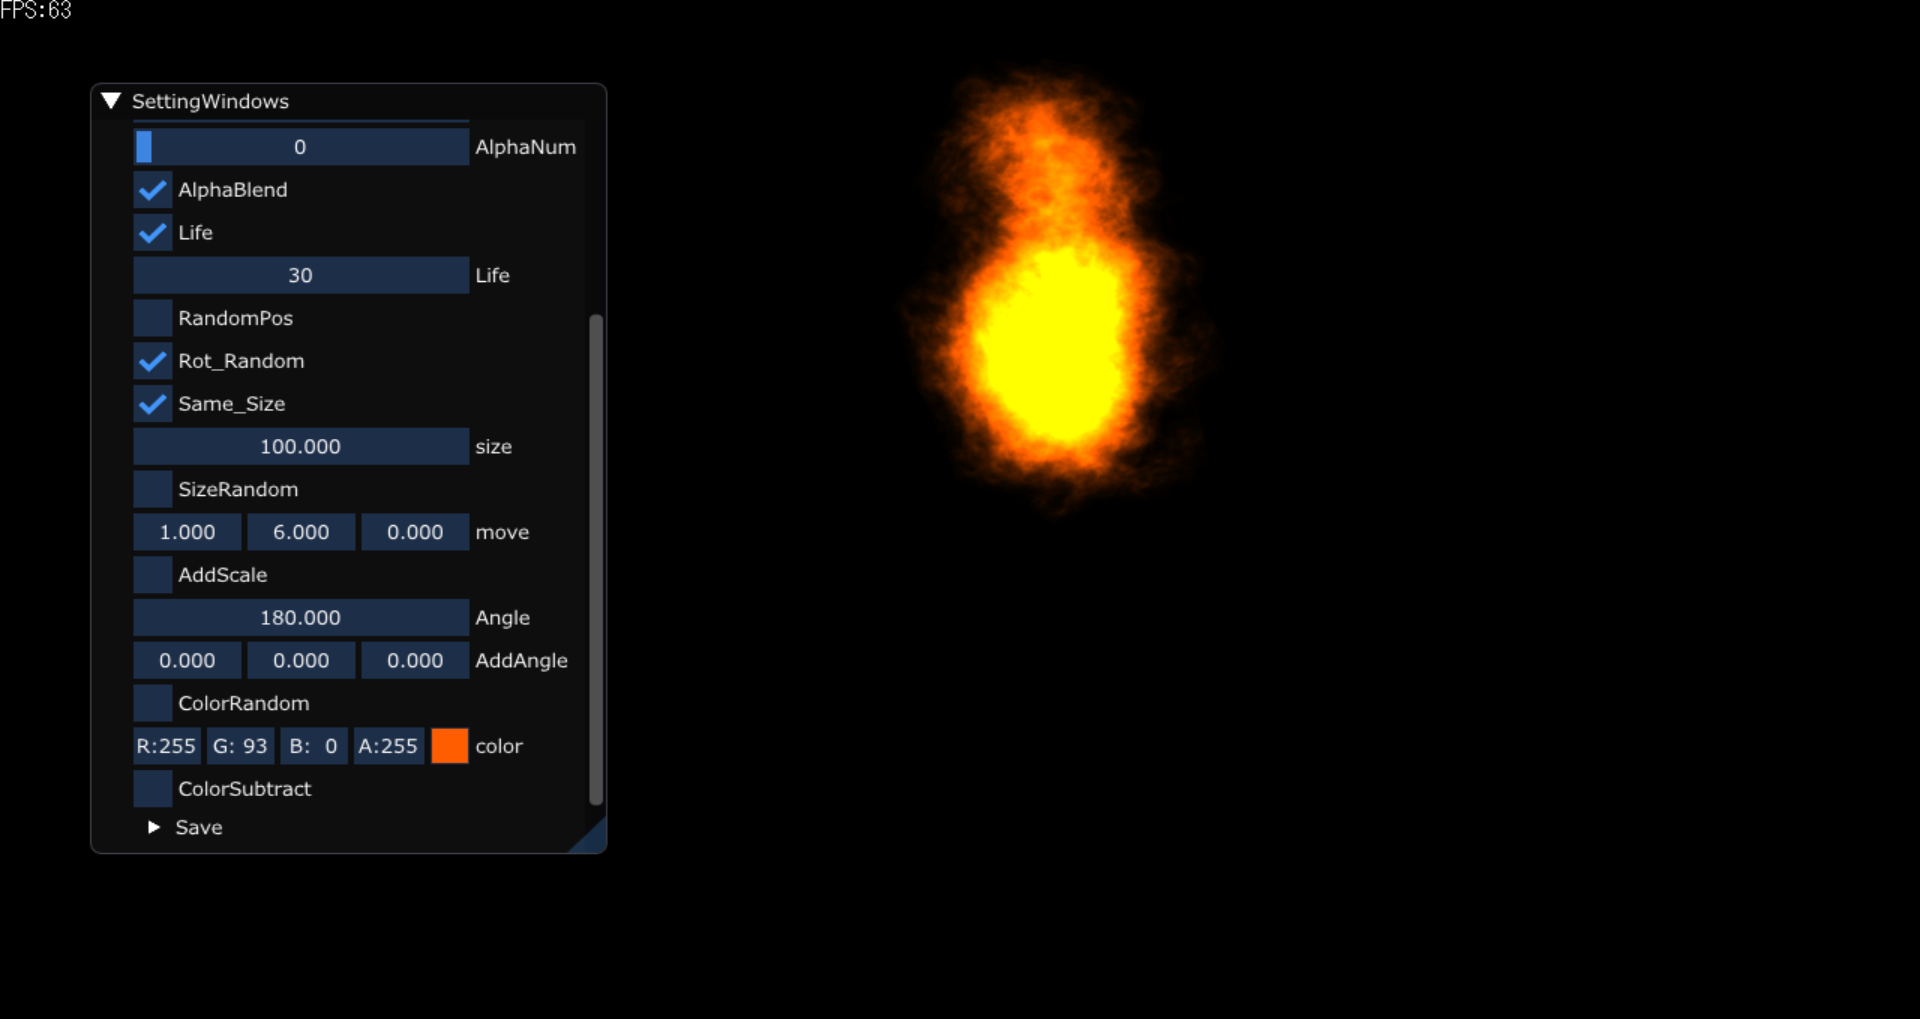 FPS:63
SettingWindows
0 AlphaNum
AlphaBlend
Life
30 Life
RandomPos
Rot_Random
Same_Size
100.000 size
SizeRandom
1.000 6.000 0.000 move
AddScale
180.000 Angle
0.000 0.000 0.000 AddAngle
ColorRandom
R:255 G: 93 B: 0 A:255 color
ColorSubtract
Save